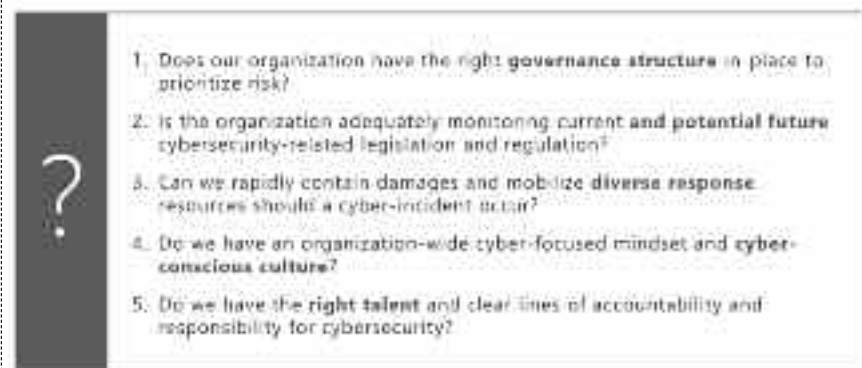 ?
1. Does our organization have the right governance structure in place to
prioritize risk?
2. Is the organization adequately monitoring current and potential future
cybersecurity-related legislation and regulation?
3. Can we rapidly contain damages and mobilize diverse response
resources should a cyber-incident occur?
4. Do we have an organization-wide cyber-focused mindset and cyber-
conscious culture?
5. Do we have the right talent and clear lines of accountability and
responsibility for cybersecurity?